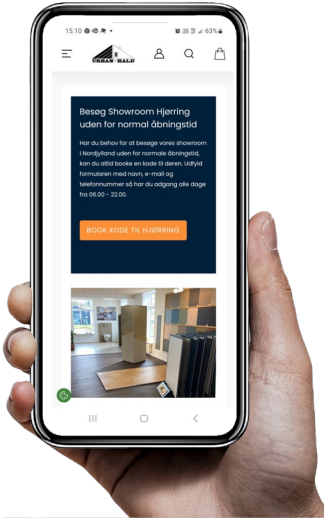 15.10
63%
URBAN HALD
Besøg Showroom Hjørring
uden for normal åbningstid
Har du behov for at besøge vores showroom
i Nordjylland uden for normale åbningstid,
kan du altid booke en kode til døren. Udfyld
formularen med navn, e-mail og
telefonnummer så har du adgang alle dage
fra 06.00 - 22.00.
BOOK KODE TIL HJØRRING